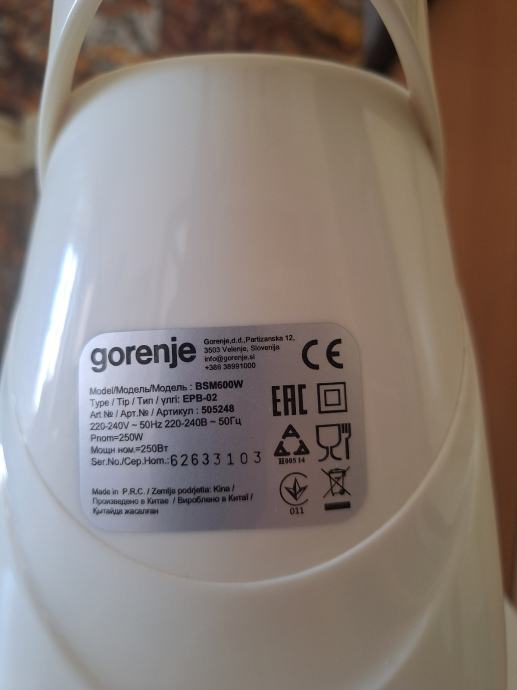 gorenje
Gorenje,d.d.,Partizanska 12,
3503 Velenje, Slovenija
info@gorenje.si
+386 38991000
CE
Model/Модель/Модель : BSM600W
Type / Tip / Тип / үлгі: EPB-02
Art № / Арт.№ / Артикул : 505248
220-240V ~ 50Hz 220-240В ~ 50Гц
Pnom=250W
Мощн ном.=250Вт
Ser.No./Сер.Ном.: 62633103
EAC
H005 14
011
Made in P.R.C. / Zemlja podrjetla: Kina /
Произведено в Китае / Вироблено в Китаї /
Қытайда жасалған